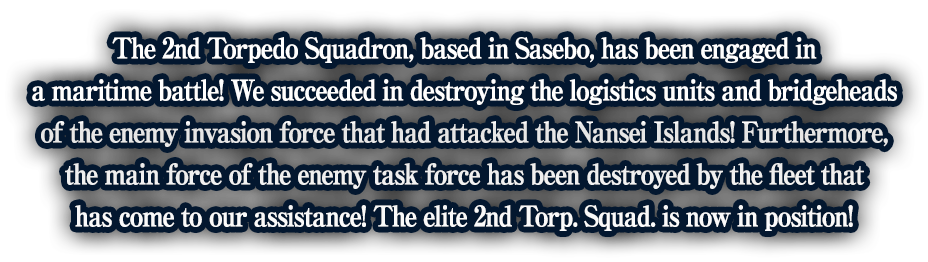 The 2nd Torpedo Squadron, based in Sasebo, has been engaged in
a maritime battle! We succeeded in destroying the logistics units and bridgeheads
of the enemy invasion force that had attacked the Nansei Islands! Furthermore,
the main force of the enemy task force has been destroyed by the fleet that
has come to our assistance! The elite 2nd Torp. Squad. is now in position!